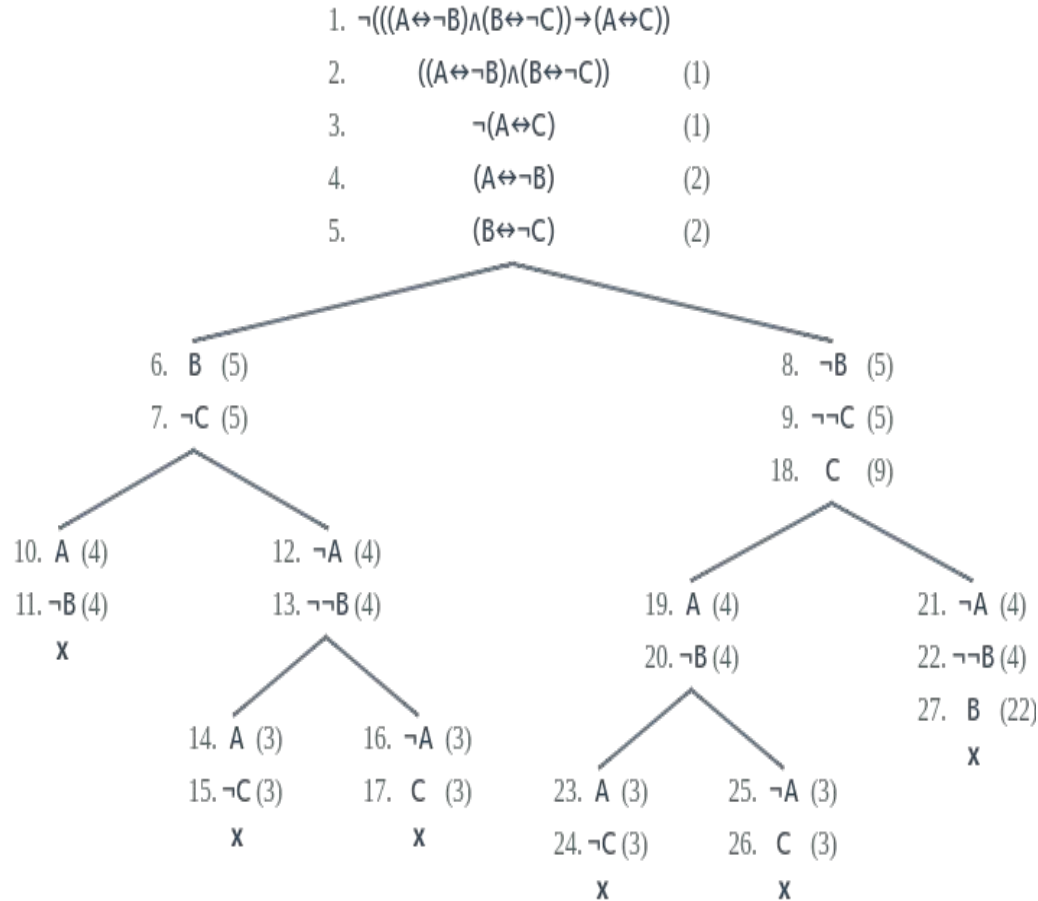 1. ¬(((A↔¬B)∧(B↔¬C))→(A↔C))
2. ((A↔¬B)∧(B↔¬C)) (1)
3. ¬(A↔C) (1)
4. (A↔¬B) (2)
5. (B↔¬C) (2)
6. B (5)
7. ¬C (5)
8. ¬B (5)
9. ¬¬C (5)
18. C (9)
10. A (4)
11. ¬B (4)
x
12. ¬A (4)
13. ¬¬B (4)
14. A (3)
15. ¬C (3)
x
16. ¬A (3)
17. C (3)
x
19. A (4)
20. ¬B (4)
23. A (3)
24. ¬C (3)
x
25. ¬A (3)
26. C (3)
x
21. ¬A (4)
22. ¬¬B (4)
27. B (22)
x